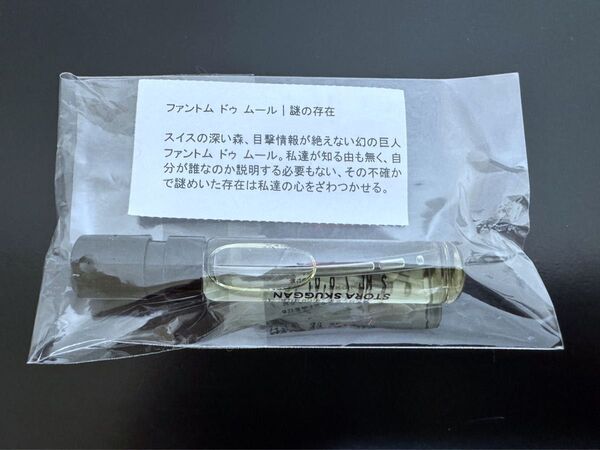 ファントム ドゥ ムール | 謎の存在
スイスの深い森、目撃情報が絶えない幻の巨人
ファントム ドゥ ムール。私達が知る由も無く、自
分が誰なのか説明する必要もない、その不確か
で謎めいた存在は私達の心をざわつかせる。
STORA SKUGGAN